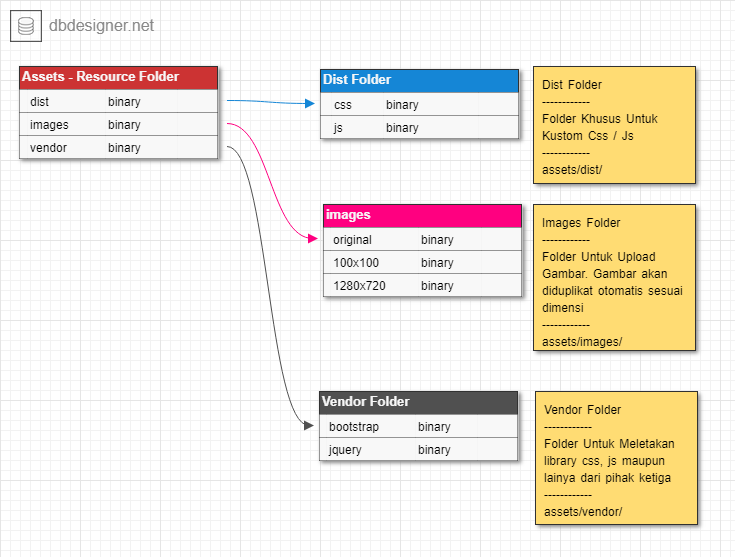 dbdesigner.net
Assets - Resource Folder
dist binary
images binary
vendor binary
Dist Folder
css binary
js binary
Dist Folder
------------
Folder Khusus Untuk
Kustom Css / Js
------------
assets/dist/
images
original binary
100x100 binary
1280x720 binary
Images Folder
------------
Folder Untuk Upload
Gambar. Gambar akan
diduplikat otomatis sesuai
dimensi
------------
assets/images/
Vendor Folder
bootstrap binary
jquery binary
Vendor Folder
------------
Folder Untuk Meletakan
library css, js maupun
lainya dari pihak ketiga
------------
assets/vendor/